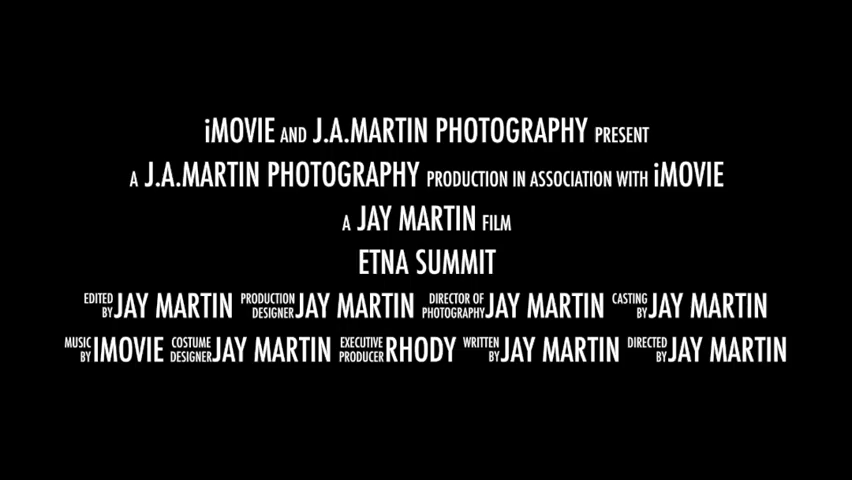 iMOVIE AND J.A.MARTIN PHOTOGRAPHY PRESENT
A J.A.MARTIN PHOTOGRAPHY PRODUCTION IN ASSOCIATION WITH iMOVIE
A JAY MARTIN FILM
ETNA SUMMIT
EDITED BY JAY MARTIN PRODUCTION DESIGNER JAY MARTIN DIRECTOR OF PHOTOGRAPHY JAY MARTIN CASTING BY JAY MARTIN
MUSIC BY IMOVIE COSTUME DESIGNER JAY MARTIN EXECUTIVE PRODUCER RHODY WRITTEN BY JAY MARTIN DIRECTED BY JAY MARTIN